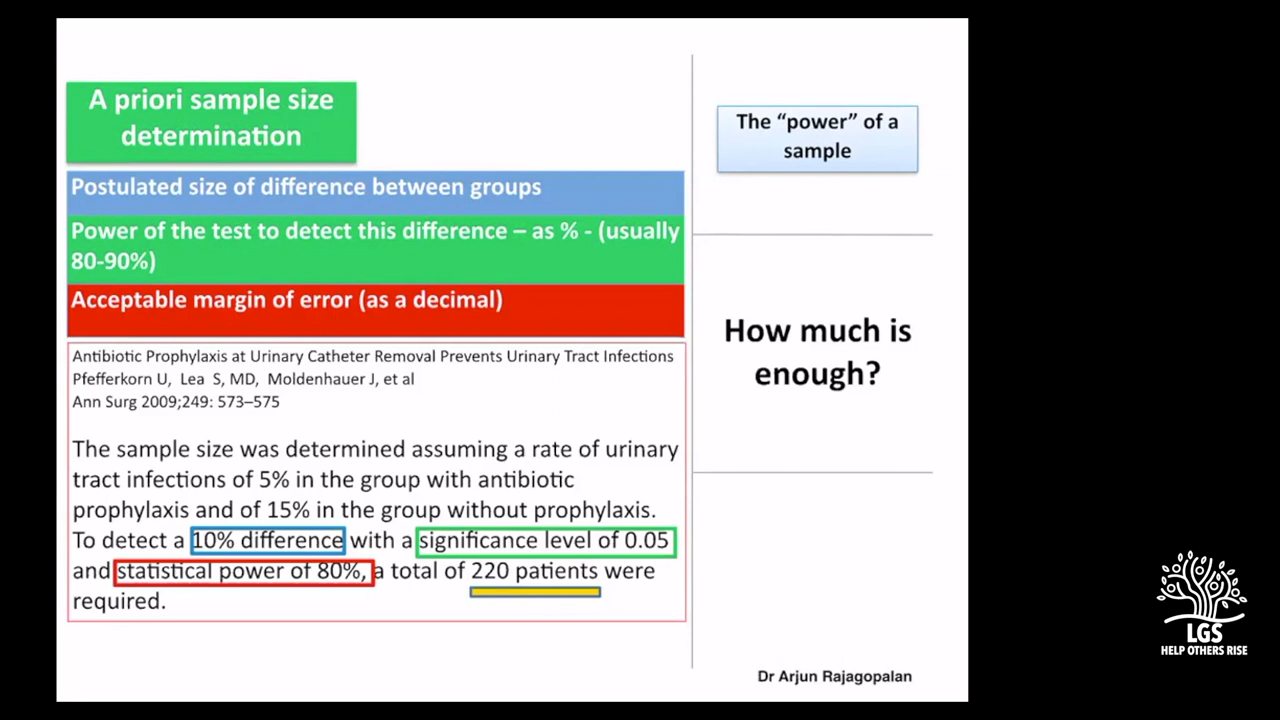 A priori sample size
determination
Postulated size of difference between groups
Power of the test to detect this difference – as % - (usually
80-90%)
Acceptable margin of error (as a decimal)
Antibiotic Prophylaxis at Urinary Catheter Removal Prevents Urinary Tract Infections
Pfefferkorn U, Lea S, MD, Moldenhauer J, et al
Ann Surg 2009;249: 573–575
The sample size was determined assuming a rate of urinary
tract infections of 5% in the group with antibiotic
prophylaxis and of 15% in the group without prophylaxis.
To detect a 10% difference with a significance level of 0.05
and statistical power of 80%, a total of 220 patients were
required.
The “power” of a
sample
How much is
enough?
Dr Arjun Rajagopalan
LGS
HELP OTHERS RISE